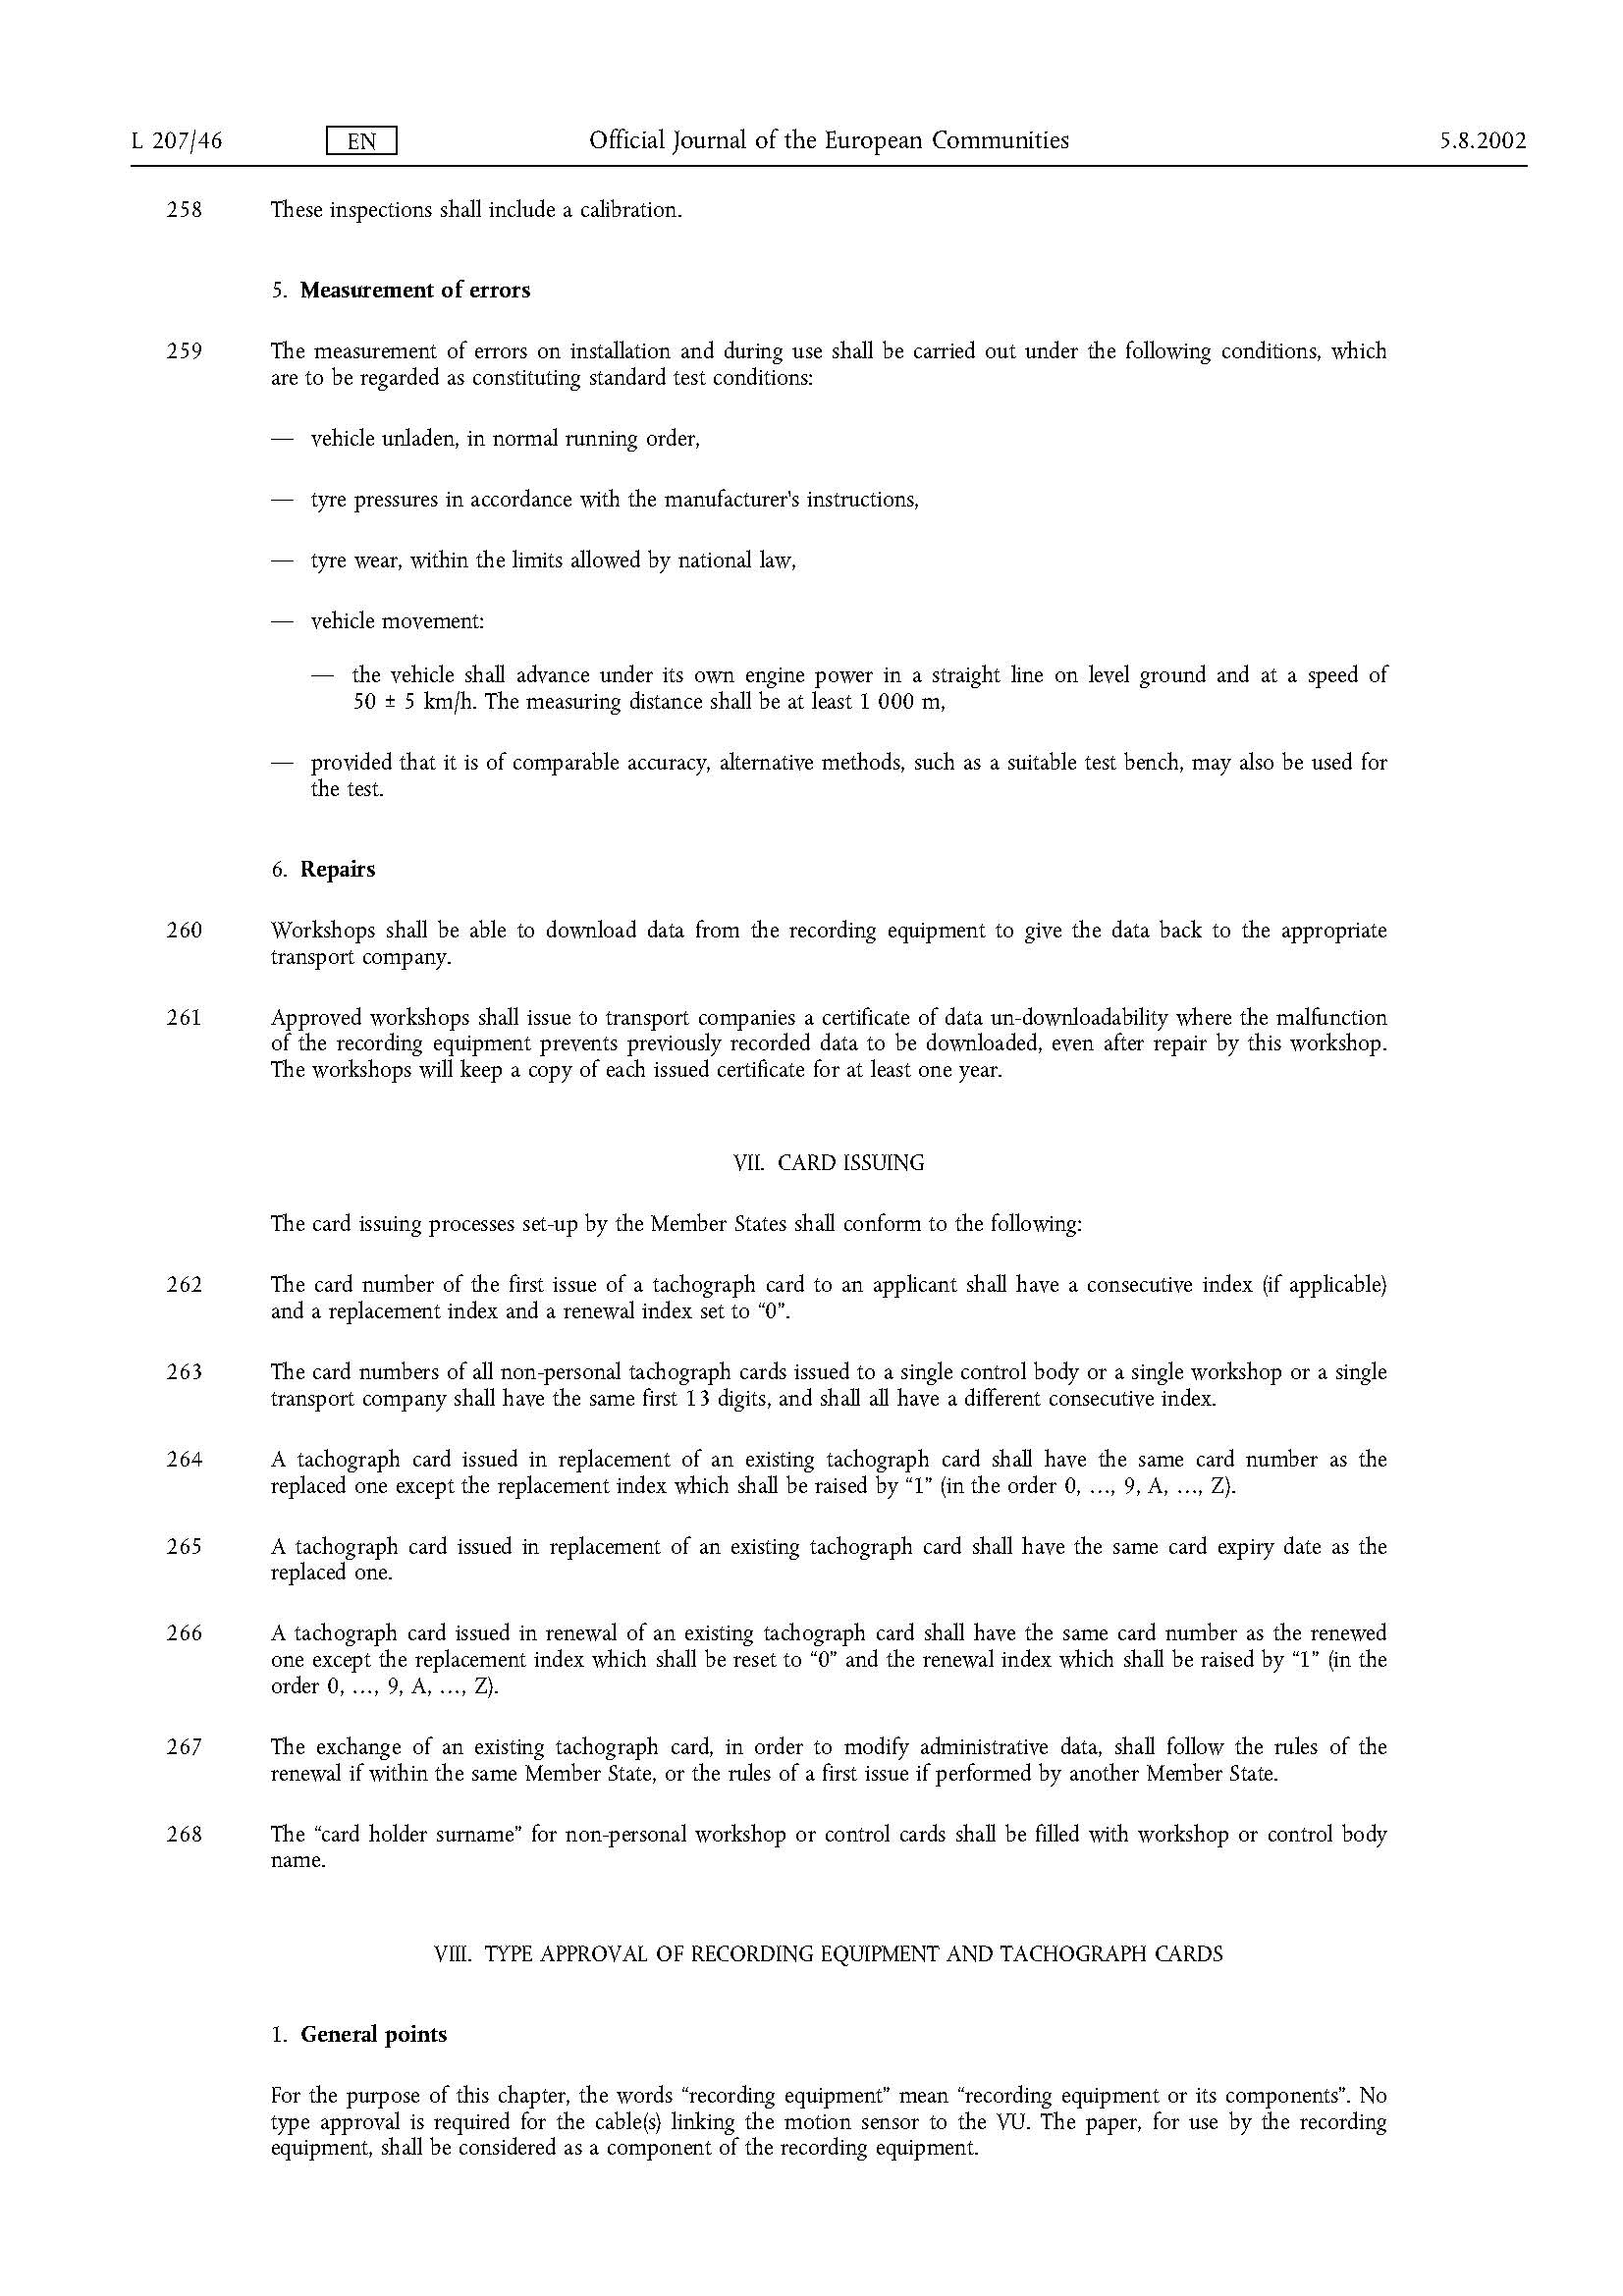 L 207/46 EN Official Journal of the European Communities 5.8.2002
258 These inspections shall include a calibration.
5. Measurement of errors
259 The measurement of errors on installation and during use shall be carried out under the following conditions, which
are to be regarded as constituting standard test conditions:
— vehicle unladen, in normal running order,
— tyre pressures in accordance with the manufacturer's instructions,
— tyre wear, within the limits allowed by national law,
— vehicle movement:
— the vehicle shall advance under its own engine power in a straight line on level ground and at a speed of
50 ± 5 km/h. The measuring distance shall be at least 1 000 m,
— provided that it is of comparable accuracy, alternative methods, such as a suitable test bench, may also be used for
the test.
6. Repairs
260 Workshops shall be able to download data from the recording equipment to give the data back to the appropriate
transport company.
261 Approved workshops shall issue to transport companies a certificate of data un-downloadability where the malfunction
of the recording equipment prevents previously recorded data to be downloaded, even after repair by this workshop.
The workshops will keep a copy of each issued certificate for at least one year.
VII. CARD ISSUING
The card issuing processes set-up by the Member States shall conform to the following:
262 The card number of the first issue of a tachograph card to an applicant shall have a consecutive index (if applicable)
and a replacement index and a renewal index set to “0”.
263 The card numbers of all non-personal tachograph cards issued to a single control body or a single workshop or a single
transport company shall have the same first 13 digits, and shall all have a different consecutive index.
264 A tachograph card issued in replacement of an existing tachograph card shall have the same card number as the
replaced one except the replacement index which shall be raised by “1” (in the order 0, …, 9, A, …, Z).
265 A tachograph card issued in replacement of an existing tachograph card shall have the same card expiry date as the
replaced one.
266 A tachograph card issued in renewal of an existing tachograph card shall have the same card number as the renewed
one except the replacement index which shall be reset to “0” and the renewal index which shall be raised by “1” (in the
order 0, …, 9, A, …, Z).
267 The exchange of an existing tachograph card, in order to modify administrative data, shall follow the rules of the
renewal if within the same Member State, or the rules of a first issue if performed by another Member State.
268 The “card holder surname” for non-personal workshop or control cards shall be filled with workshop or control body
name.
VIII. TYPE APPROVAL OF RECORDING EQUIPMENT AND TACHOGRAPH CARDS
1. General points
For the purpose of this chapter, the words “recording equipment” mean “recording equipment or its components”. No
type approval is required for the cable(s) linking the motion sensor to the VU. The paper, for use by the recording
equipment, shall be considered as a component of the recording equipment.